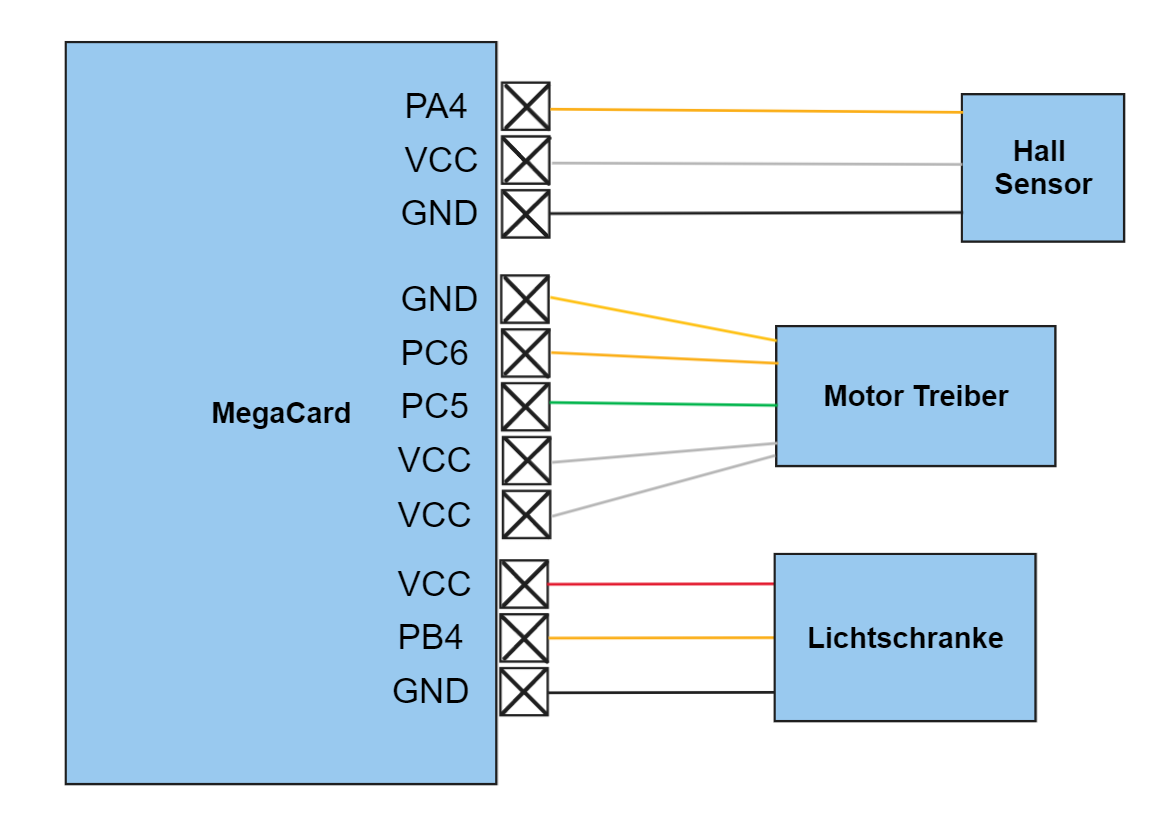 PA4
VCC
GND
Hall
Sensor
GND
PC6
PC5
VCC
VCC
MegaCard
Motor Treiber
VCC
PB4
GND
Lichtschranke